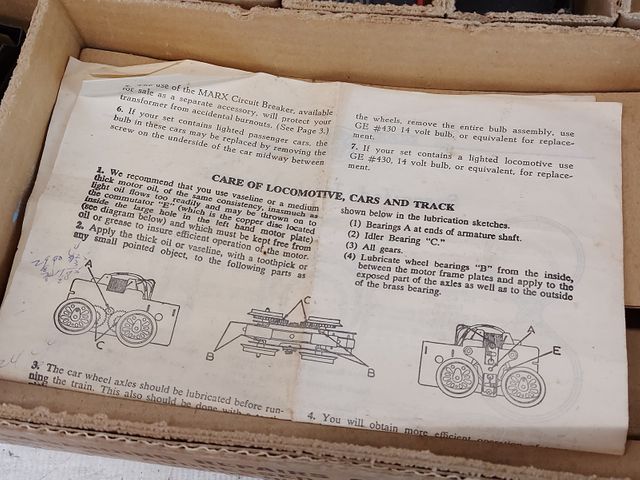 use of the MARX Circuit Breaker, available
for sale as a separate accessory, will protect your
transformer from accidental burnouts. (See Page 3.)
6. If your set contains lighted passenger cars, the
bulb in these cars may be replaced by removing the
screw on the underside of the car midway between
the wheels, remove the entire bulb assembly, use
GE #430 14 volt bulb, or equivalent for replace-
ment.
7. If your set contains a lighted locomotive use
GE #430, 14 volt bulb, or equivalent, for replace-
ment.
CARE OF LOCOMOTIVE, CARS AND TRACK
1. We recommend that you use vaseline or a medium
thick motor oil, of the same consistency, inasmuch as
light oil flows too readily and may be thrown on to
the commutator "E" (which is the copper disc located
inside the large hole in the left hand motor plate)
(see diagram below) and which must be kept free from
oil or grease to insure efficient operation of the motor.
2. Apply the thick oil or vaseline, with a toothpick or
any small pointed object, to the following parts as
shown below in the lubrication sketches.
(1) Bearings A at ends of armature shaft.
(2) Idler Bearing "C."
(3) All gears.
(4) Lubricate wheel bearings "B" from the inside,
between the motor frame plates and apply to the
exposed part of the axles as well as to the outside
of the brass bearing.
A
C
C
B
B
A
E
3. The car wheel axles should be lubricated before run-
ning the train. This also should be done with
4. You will obtain more efficient